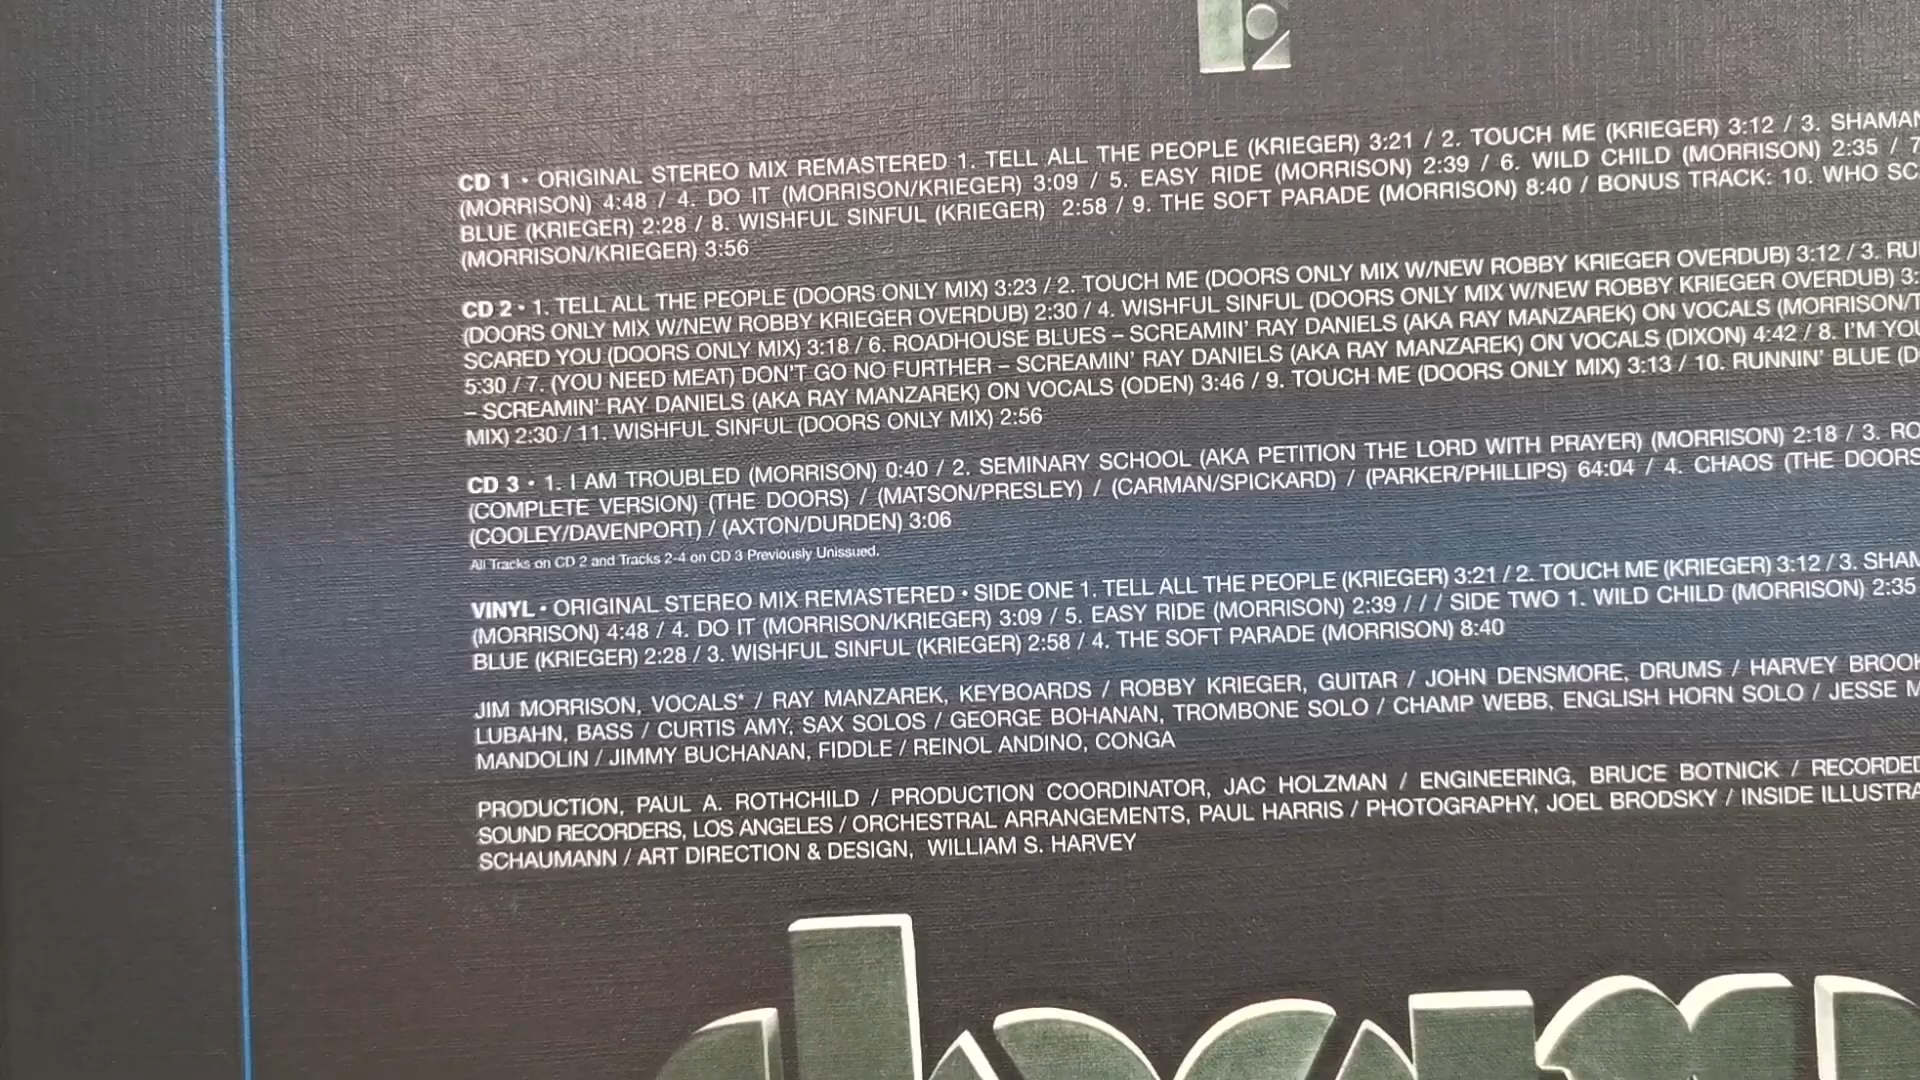 CD 1 • ORIGINAL STEREO MIX REMASTERED 1. TELL ALL THE PEOPLE (KRIEGER) 3:21 / 2. TOUCH ME (KRIEGER) 3:12 / 3. SHAMAN
(MORRISON) 4:48 / 4. DO IT (MORRISON/KRIEGER) 3:09 / 5. EASY RIDE (MORRISON) 2:39 / 6. WILD CHILD (MORRISON) 2:35 / 7
BLUE (KRIEGER) 2:28 / 8. WISHFUL SINFUL (KRIEGER) 2:58 / 9. THE SOFT PARADE (MORRISON) 8:40 / BONUS TRACK: 10. WHO SC
(MORRISON/KRIEGER) 3:56
CD 2 • 1. TELL ALL THE PEOPLE (DOORS ONLY MIX) 3:23 / 2. TOUCH ME (DOORS ONLY MIX W/NEW ROBBY KRIEGER OVERDUB) 3:12 / 3. RU
(DOORS ONLY MIX W/NEW ROBBY KRIEGER OVERDUB) 2:30 / 4. WISHFUL SINFUL (DOORS ONLY MIX W/NEW ROBBY KRIEGER OVERDUB) 3:
SCARED YOU (DOORS ONLY MIX) 3:18 / 6. ROADHOUSE BLUES – SCREAMIN' RAY DANIELS (AKA RAY MANZAREK) ON VOCALS (MORRISON/T
5:30 / 7. (YOU NEED MEAT) DON'T GO NO FURTHER – SCREAMIN' RAY DANIELS (AKA RAY MANZAREK) ON VOCALS (DIXON) 4:42 / 8. I'M YOU
– SCREAMIN' RAY DANIELS (AKA RAY MANZAREK) ON VOCALS (ODEN) 3:46 / 9. TOUCH ME (DOORS ONLY MIX) 3:13 / 10. RUNNIN' BLUE (D
MIX) 2:30 / 11. WISHFUL SINFUL (DOORS ONLY MIX) 2:56
CD 3 • 1. I AM TROUBLED (MORRISON) 0:40 / 2. SEMINARY SCHOOL (AKA PETITION THE LORD WITH PRAYER) (MORRISON) 2:18 / 3. RO
(COMPLETE VERSION) (THE DOORS) / (MATSON/PRESLEY) / (CARMAN/SPICKARD) / (PARKER/PHILLIPS) 64:04 / 4. CHAOS (THE DOORS
(COOLEY/DAVENPORT) / (AXTON/DURDEN) 3:06
All Tracks on CD 2 and Tracks 2-4 on CD 3 Previously Unissued.
VINYL • ORIGINAL STEREO MIX REMASTERED • SIDE ONE 1. TELL ALL THE PEOPLE (KRIEGER) 3:21 / 2. TOUCH ME (KRIEGER) 3:12 / 3. SHAM
(MORRISON) 4:48 / 4. DO IT (MORRISON/KRIEGER) 3:09 / 5. EASY RIDE (MORRISON) 2:39 / / / SIDE TWO 1. WILD CHILD (MORRISON) 2:35
BLUE (KRIEGER) 2:28 / 3. WISHFUL SINFUL (KRIEGER) 2:58 / 4. THE SOFT PARADE (MORRISON) 8:40
JIM MORRISON, VOCALS* / RAY MANZAREK, KEYBOARDS / ROBBY KRIEGER, GUITAR / JOHN DENSMORE, DRUMS / HARVEY BROOK
LUBAHN, BASS / CURTIS AMY, SAX SOLOS / GEORGE BOHANAN, TROMBONE SOLO / CHAMP WEBB, ENGLISH HORN SOLO / JESSE M
MANDOLIN / JIMMY BUCHANAN, FIDDLE / REINOL ANDINO, CONGA
PRODUCTION, PAUL A. ROTHCHILD / PRODUCTION COORDINATOR, JAC HOLZMAN / ENGINEERING, BRUCE BOTNICK / RECORDED
SOUND RECORDERS, LOS ANGELES / ORCHESTRAL ARRANGEMENTS, PAUL HARRIS / PHOTOGRAPHY, JOEL BRODSKY / INSIDE ILLUSTRA
SCHAUMANN / ART DIRECTION & DESIGN, WILLIAM S. HARVEY